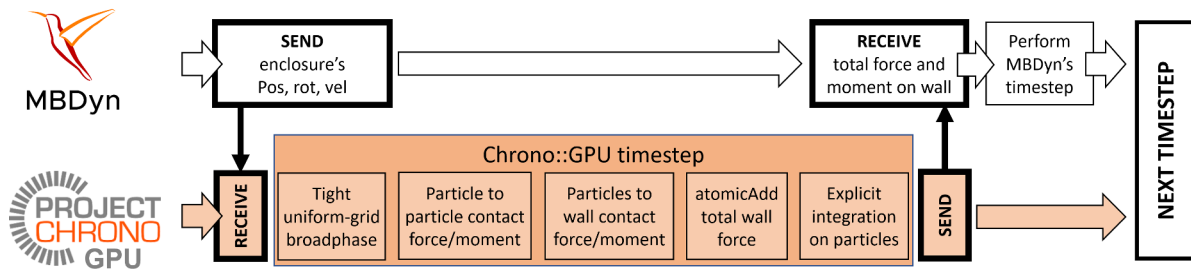 MBDyn
SEND
enclosure's
Pos, rot, vel
RECEIVE
total force and
moment on wall
Perform
MBDyn's
timestep
NEXT TIMESTEP
PROJECT
CHRONO
GPU
RECEIVE
Chrono::GPU timestep
Tight
uniform-grid
broadphase
Particle to
particle contact
force/moment
Particles to
wall contact
force/moment
atomicAdd
total wall
force
Explicit
integration
on particles
SEND